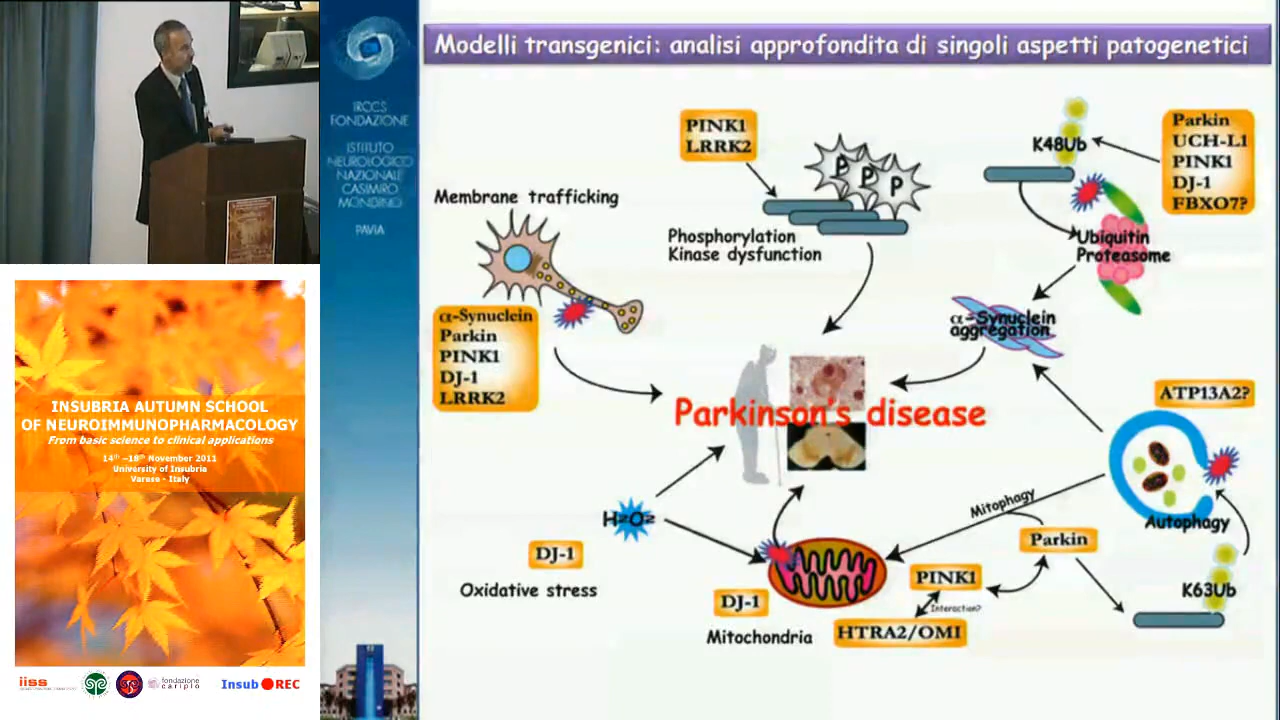 IRCCS
FONDAZIONE
ISTITUTO
NEUROLOGICO
NAZIONALE
CASIMIRO
MONDINO
PAVIA
Modelli transgenici: analisi approfondita di singoli aspetti patogenetici
PINK1
LRRK2
P
P
P
Phosphorylation
Kinase dysfunction
K48Ub
Parkin
UCH-L1
PINK1
DJ-1
FBXO7?
Ubiquitin
Proteasome
Membrane trafficking
α-Synuclein
Parkin
PINK1
DJ-1
LRRK2
α-Synuclein
aggregation
Parkinson's disease
ATP13A2?
Autophagy
Mitophagy
Parkin
K63Ub
H2O2
DJ-1
Oxidative stress
DJ-1
Mitochondria
PINK1
Interaction?
HTRA2/OMI
INSUBRIA AUTUMN SCHOOL
OF NEUROIMMUNOPHARMACOLOGY
From basic science to clinical applications
14th –18th November 2011
University of Insubria
Varese - Italy
iiss
fondazione
cariplo
Insub REC